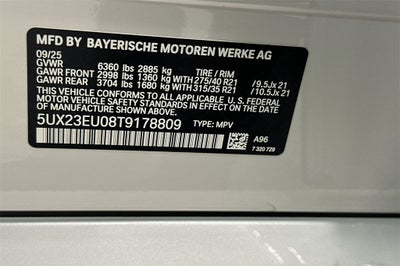 MFD BY BAYERISCHE MOTOREN WERKE AG
09/25
GVWR 6360 lbs 2885 kg TIRE / RIM
GAWR FRONT 2998 lbs 1360 kg WITH 275/40 R21 / 9.5Jx 21
GAWR REAR 3704 lbs 1680 kg WITH 315/35 R21 / 10.5Jx 21
THIS VEHICLE CONFORMS TO ALL APPLICABLE U.S. FEDERAL
MOTOR VEHICLE SAFETY STANDARDS IN EFFECT ON THE
DATE OF MANUFACTURE SHOWN ABOVE.
5UX23EU08T9178809 TYPE: MPV A96
7 320 729